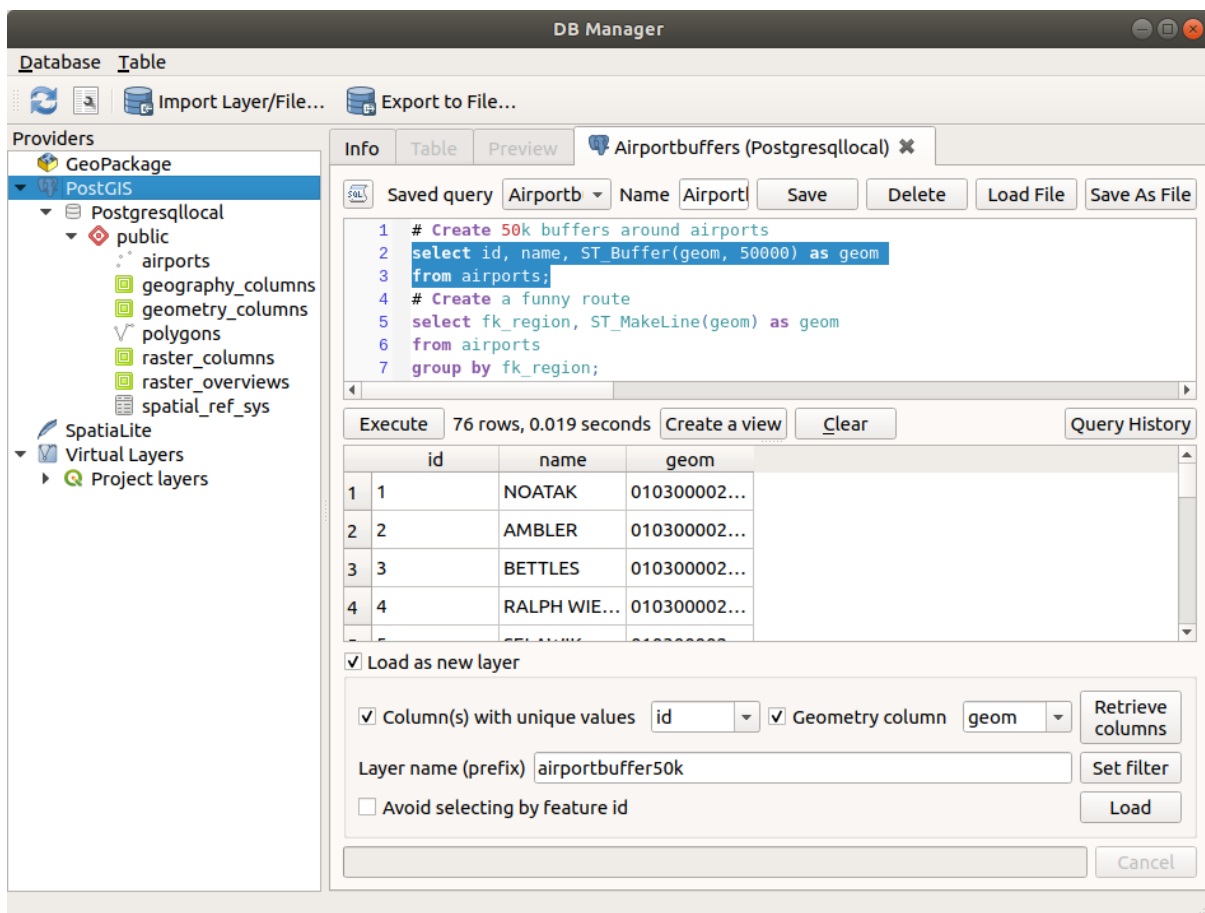 DB Manager
Database Table
Import Layer/File... Export to File...
Providers
GeoPackage
PostGIS
Postgresqllocal
public
airports
geography_columns
geometry_columns
polygons
raster_columns
raster_overviews
spatial_ref_sys
SpatiaLite
Virtual Layers
Project layers
Info Table Preview Airportbuffers (Postgresqllocal)
SQL Saved query Airportb Name Airportl Save Delete Load File Save As File
1 # Create 50k buffers around airports
2 select id, name, ST_Buffer(geom, 50000) as geom
3 from airports;
4 # Create a funny route
5 select fk_region, ST_MakeLine(geom) as geom
6 from airports
7 group by fk_region;
Execute 76 rows, 0.019 seconds Create a view Clear Query History
id name geom
1 1 NOATAK 010300002...
2 2 AMBLER 010300002...
3 3 BETTLES 010300002...
4 4 RALPH WIE... 010300002...
Load as new layer
Column(s) with unique values id Geometry column geom Retrieve columns
Layer name (prefix) airportbuffer50k Set filter
Avoid selecting by feature id Load
Cancel